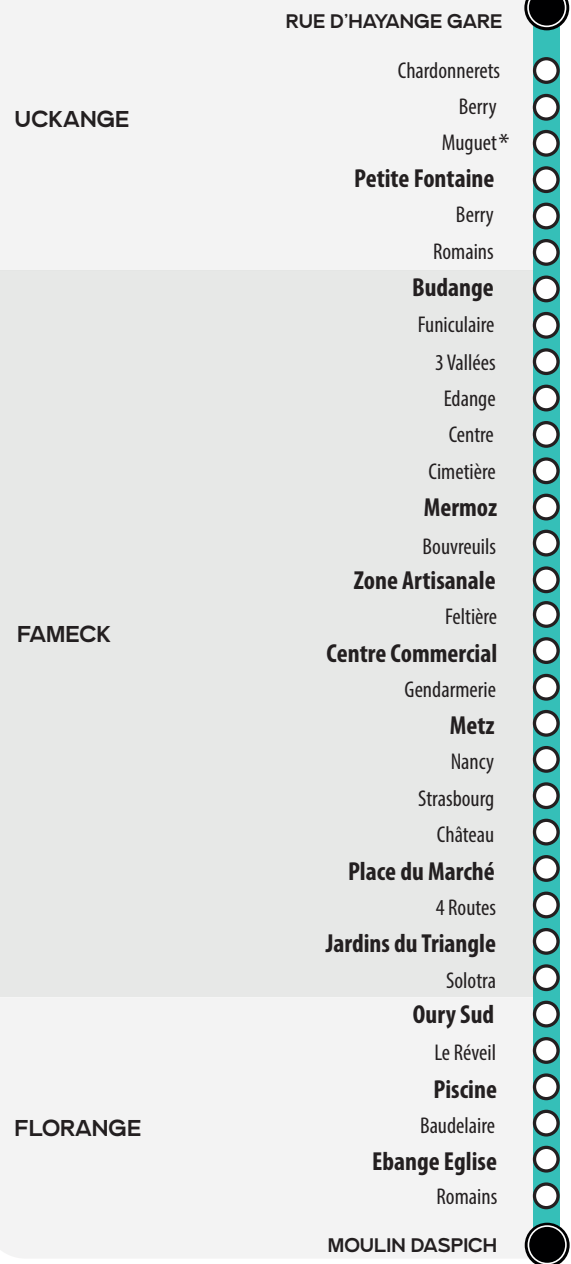 RUE D'HAYANGE GARE
Chardonnerets
UCKANGE
Berry
Muguet*
Petite Fontaine
Berry
Romains
Budange
Funiculaire
3 Vallées
Edange
Centre
Cimetière
Mermoz
Bouvreuils
Zone Artisanale
Feltière
FAMECK
Centre Commercial
Gendarmerie
Metz
Nancy
Strasbourg
Château
Place du Marché
4 Routes
Jardins du Triangle
Solotra
Oury Sud
Le Réveil
Piscine
FLORANGE
Baudelaire
Ebange Eglise
Romains
MOULIN DASPICH